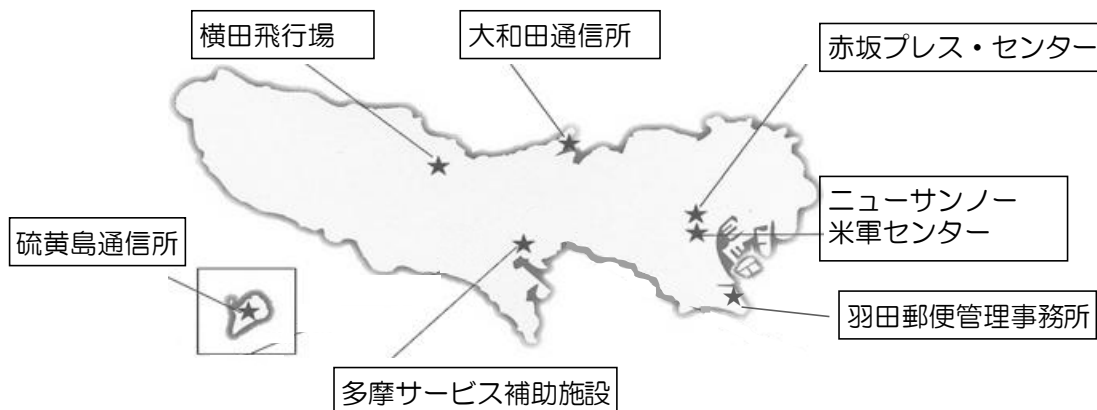 横田飛行場
大和田通信所
赤坂プレス・センター
ニューサンノー
米軍センター
硫黄島通信所
羽田郵便管理事務所
多摩サービス補助施設